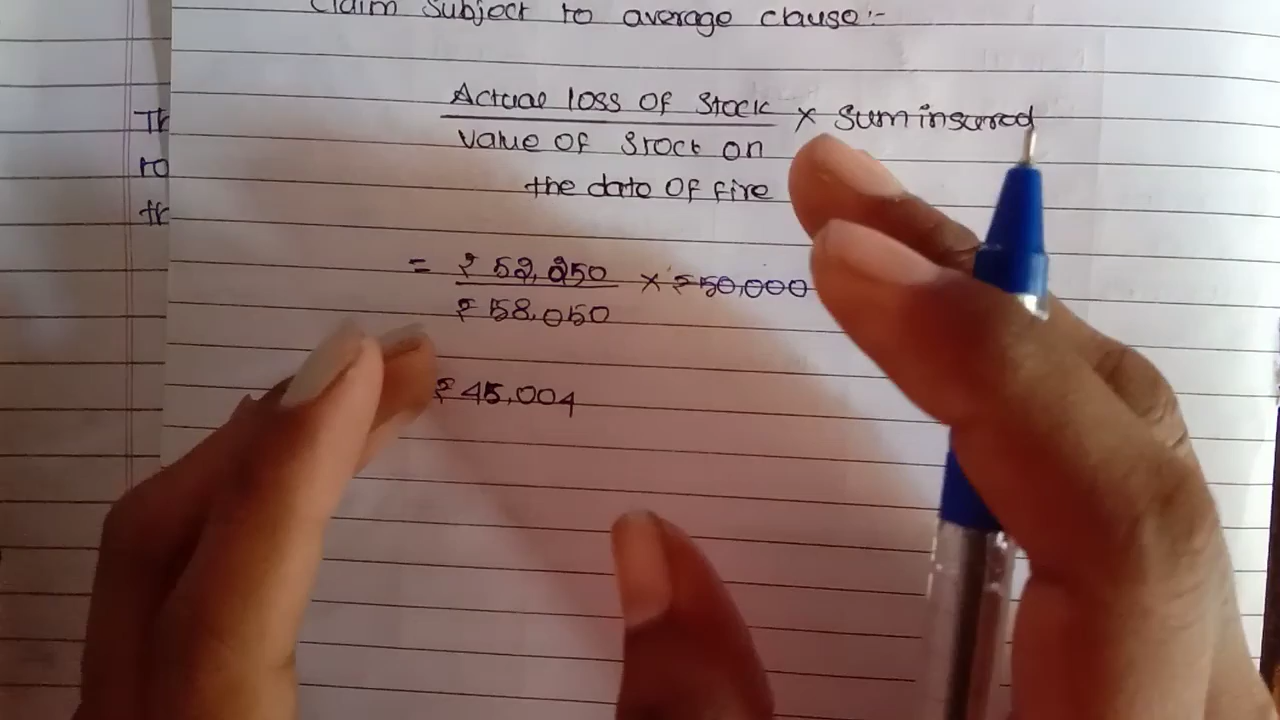 Claim Subject to average clause:-
Actual loss of stock × Sum insured
Value of stock on
the date of fire
= ₹ 52,250 × ₹ 50,000
₹ 58,050
₹ 45,004